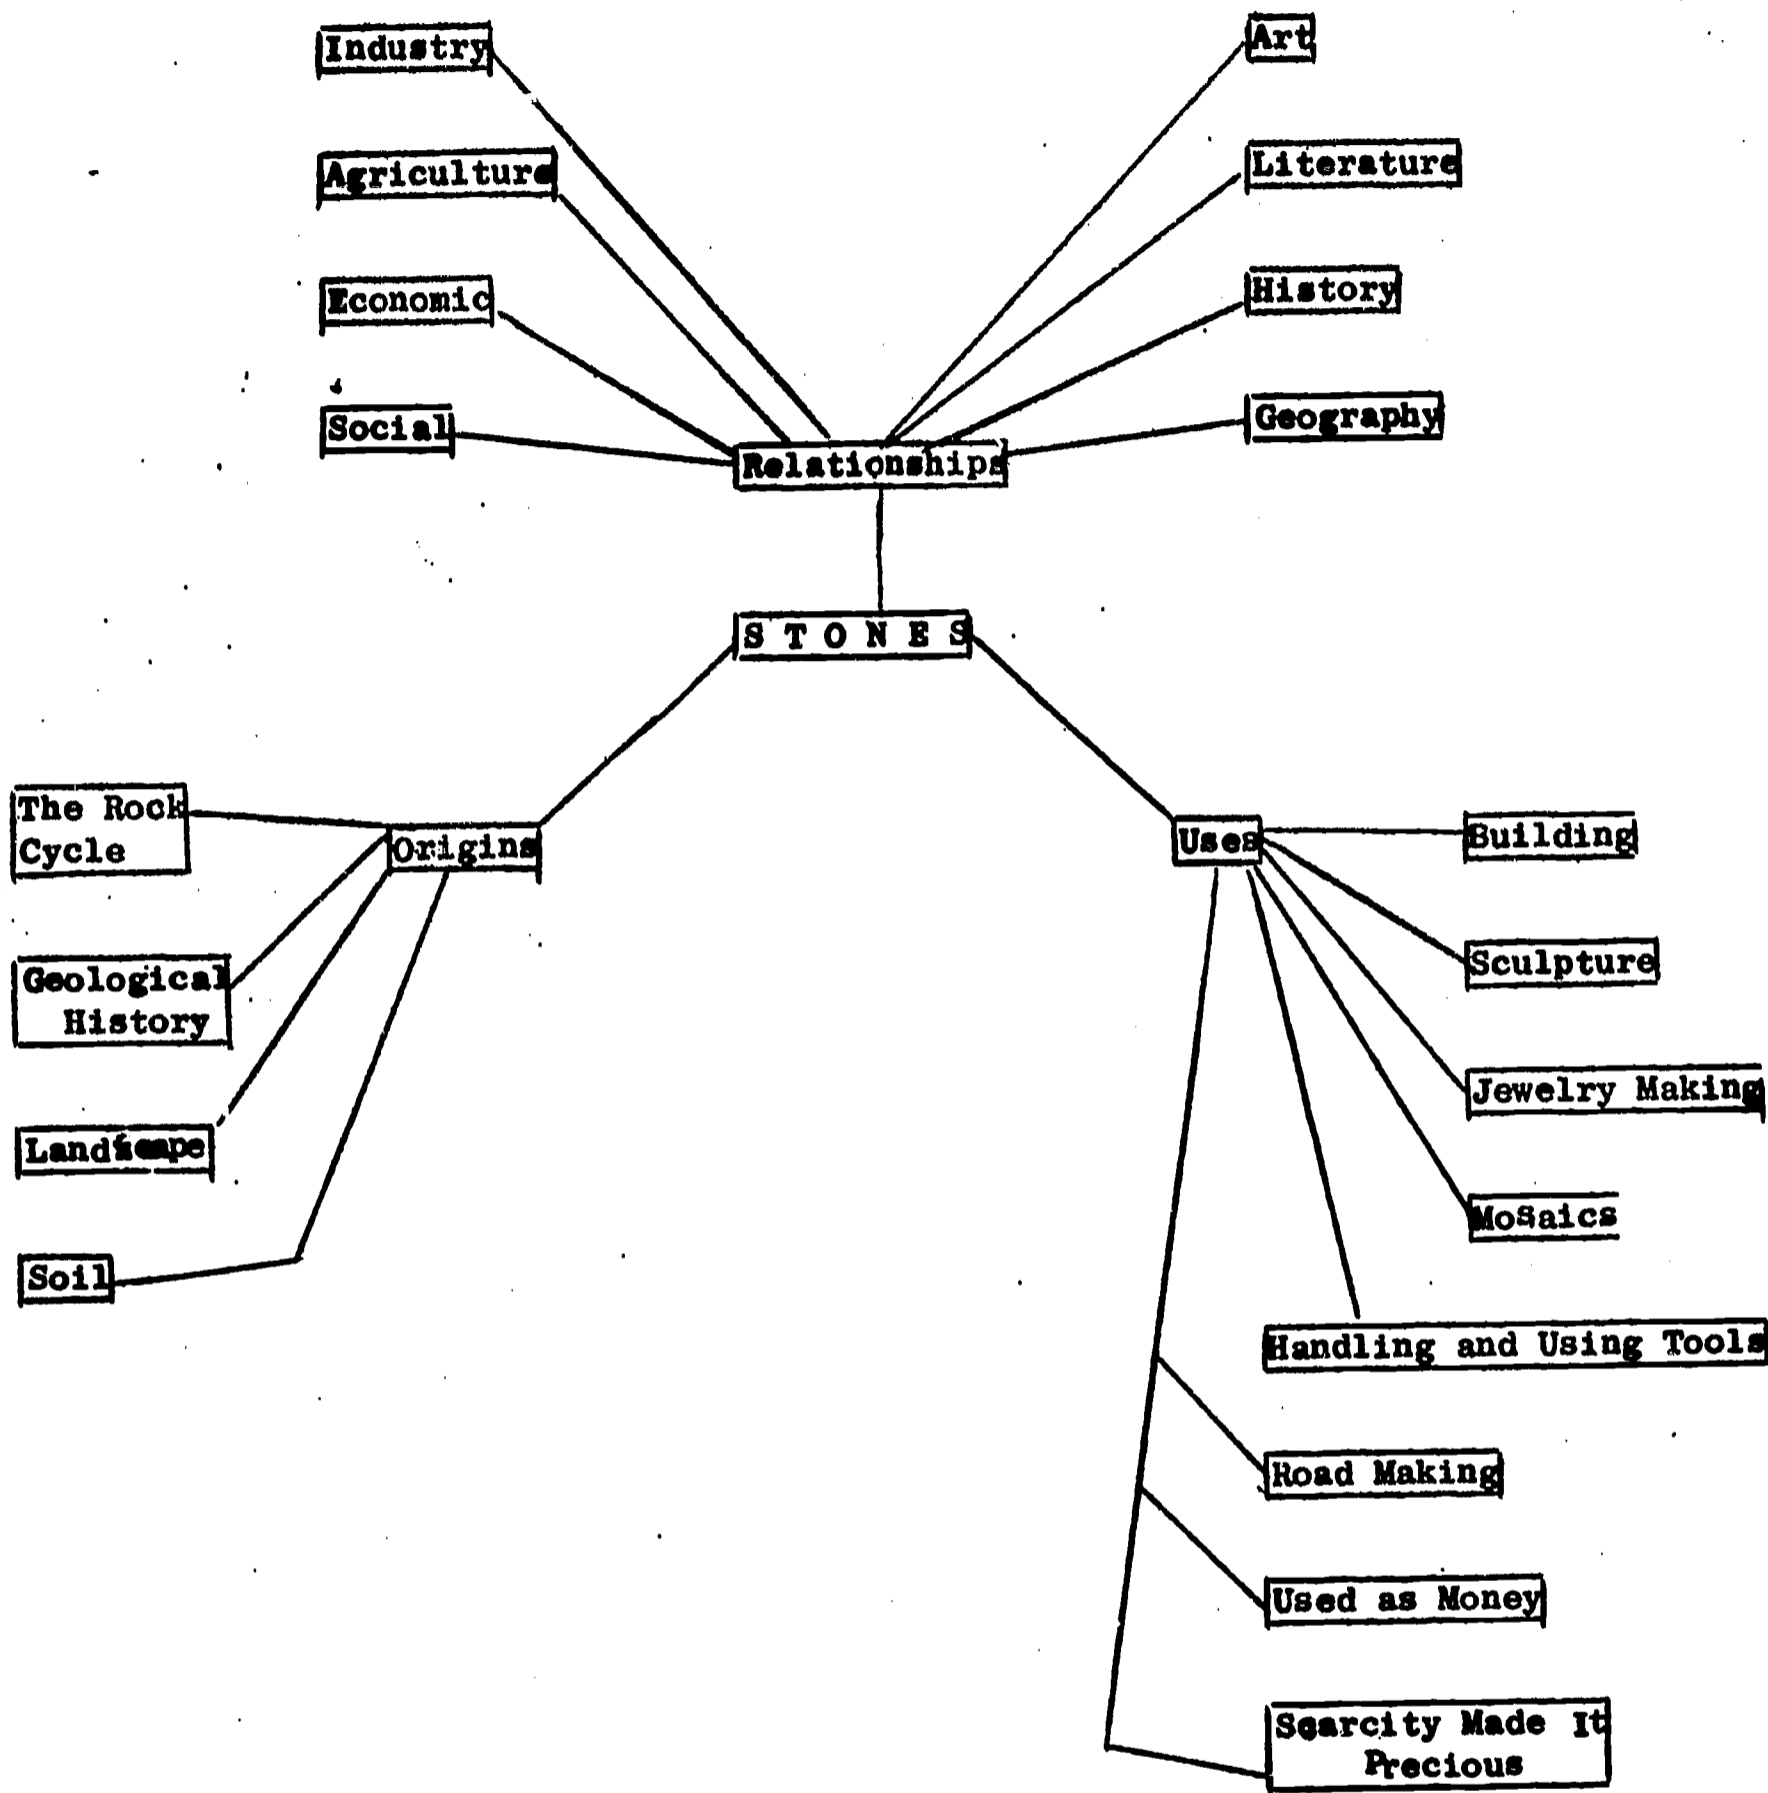 Industry
Art
Agriculture
Literature
Economic
History
Social
Geography
Relationships
S T O N E S
The Rock
Cycle
Origins
Uses
Building
Geological
History
Sculpture
Jewelry Making
Landscape
Mosaics
Soil
Handling and Using Tools
Road Making
Used as Money
Scarcity Made It
Precious